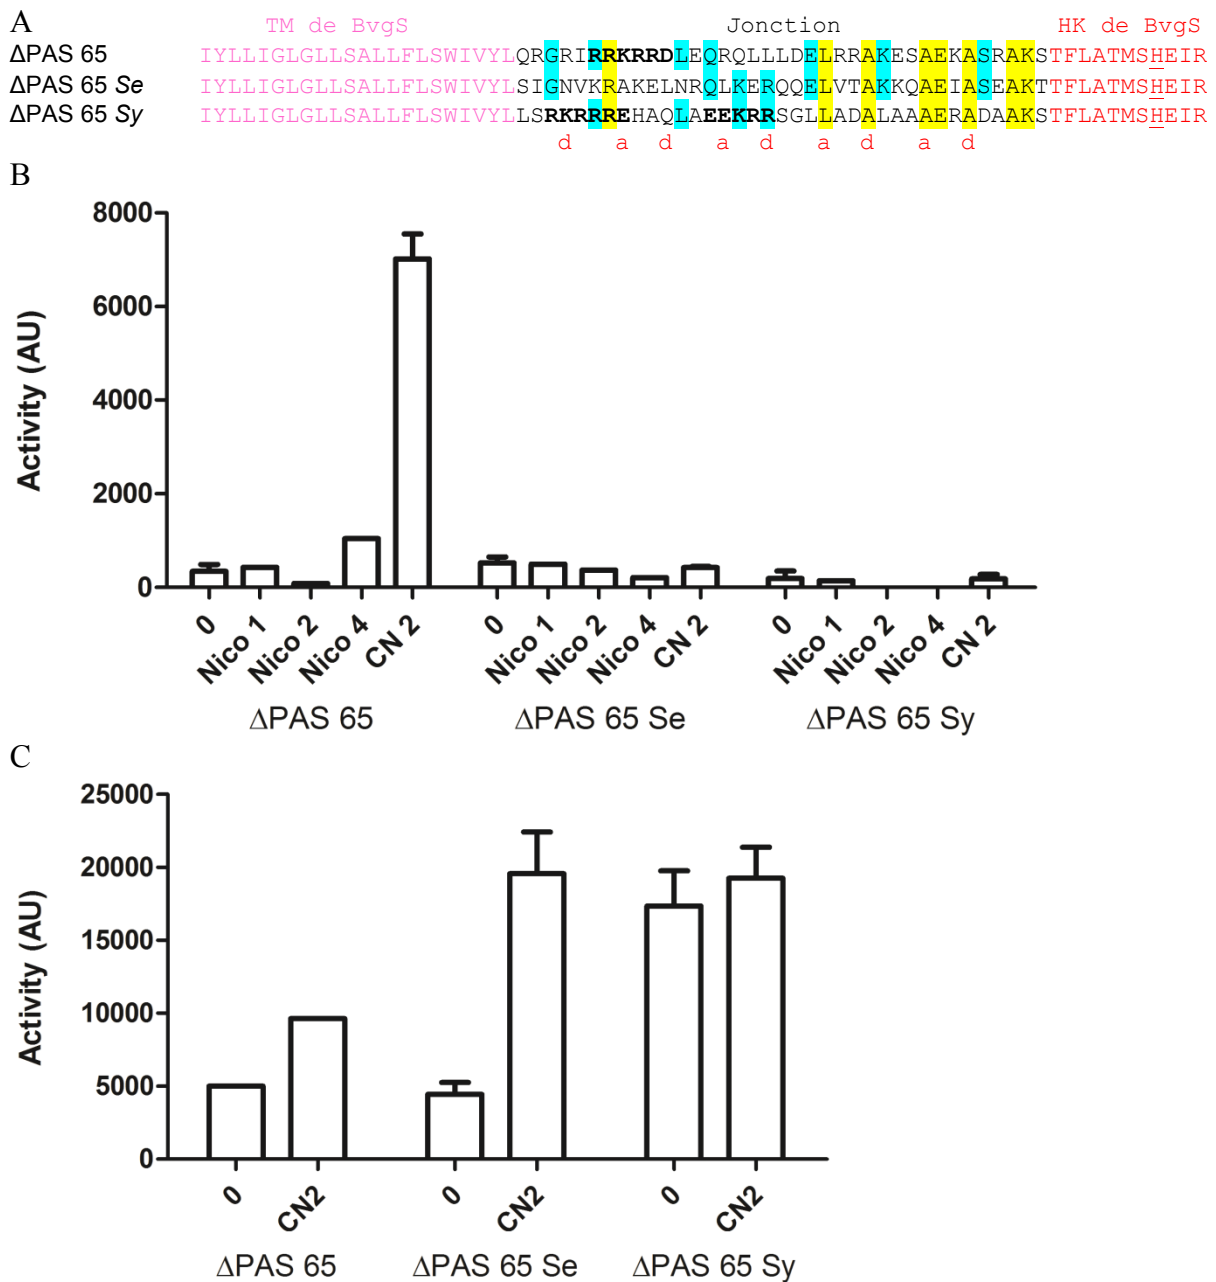 A
TM de BvgS Jonction HK de BvgS
ΔPAS 65 IYLLIGLGLLSALLFLSWIVYLQRGRIRRKRRDLEQRQLLLDELRRAKESAEKASRAKSTFLATMSHEIR
ΔPAS 65 Se IYLLIGLGLLSALLFLSWIVYLSIGNVKRAKELNRQLKERQQELVTAKKQAEIASEAKTTFLATMSHEIR
ΔPAS 65 Sy IYLLIGLGLLSALLFLSWIVYLLSRKRRREHAQLAEEKRRSGLLADALAAAERADAAKSTFLATMSHEIR
d a d a d a d a d
B
Activity (AU)
8000
6000
4000
2000
0
0 Nico 1 Nico 2 Nico 4 CN 2 0 Nico 1 Nico 2 Nico 4 CN 2 0 Nico 1 Nico 2 Nico 4 CN 2
ΔPAS 65 ΔPAS 65 Se ΔPAS 65 Sy
C
Activity (AU)
25000
20000
15000
10000
5000
0
0 CN2 0 CN2 0 CN2
ΔPAS 65 ΔPAS 65 Se ΔPAS 65 Sy